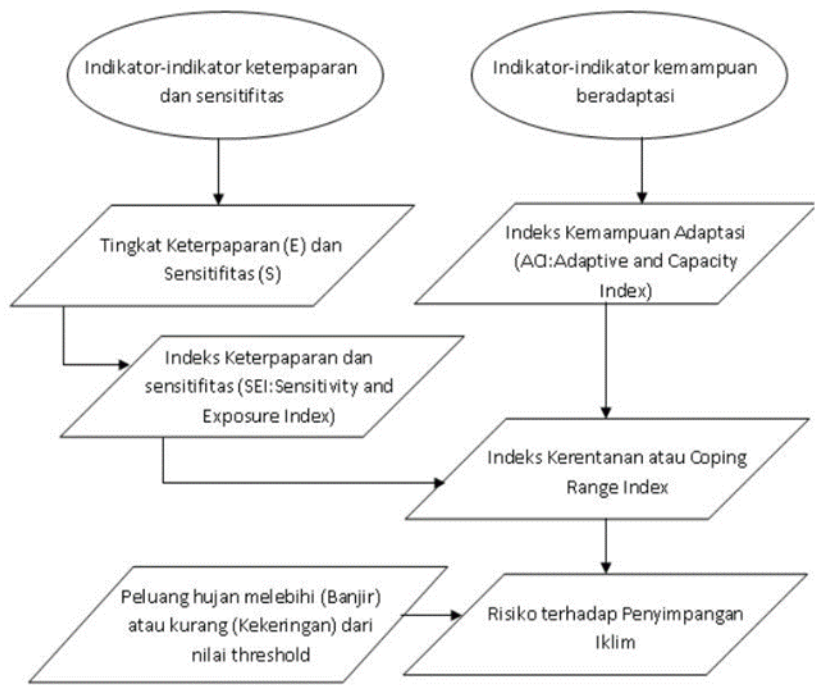 Indikator-indikator keterpaparan
dan sensitifitas
Indikator-indikator kemampuan
beradaptasi
Tingkat Keterpaparan (E) dan
Sensitifitas (S)
Indeks Kemampuan Adaptasi
(ACI:Adaptive and Capacity
Index)
Indeks Keterpaparan dan
sensitifitas (SEI:Sensitivity and
Exposure Index)
Indeks Kerentanan atau Coping
Range Index
Peluang hujan melebihi (Banjir)
atau kurang (Kekeringan) dari
nilai threshold
Risiko terhadap Penyimpangan
Iklim